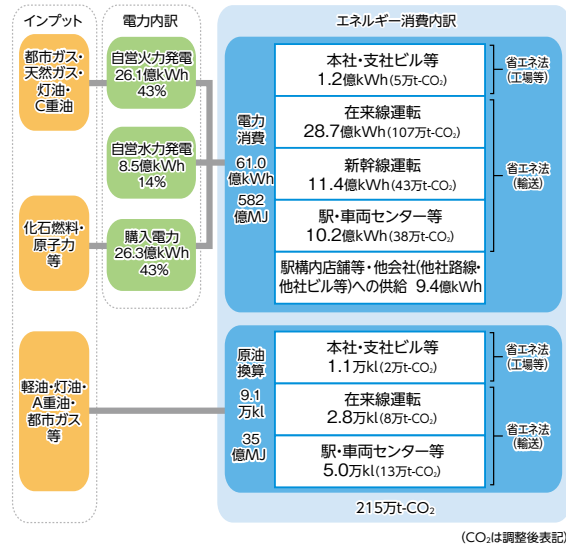 インプット
電力内訳
エネルギー消費内訳
都市ガス・
天然ガス・
灯油・
C重油
自営火力発電
26.1億kWh
43%
自営水力発電
8.5億kWh
14%
化石燃料・
原子力
等
購入電力
26.3億kWh
43%
電力
消費
61.0
億kWh
582
億MJ
本社・支社ビル等
1.2億kWh(5万t-CO₂)
省エネ法
(工場等)
在来線運転
28.7億kWh(107万t-CO₂)
新幹線運転
11.4億kWh(43万t-CO₂)
駅・車両センター等
10.2億kWh(38万t-CO₂)
省エネ法
(輸送)
駅構内店舗等・他会社(他社路線・
他社ビル等)への供給 9.4億kWh
軽油・灯油・
A重油・
都市ガス
等
原油
換算
9.1
万kl
35
億MJ
本社・支社ビル等
1.1万kl(2万t-CO₂)
省エネ法
(工場等)
在来線運転
2.8万kl(8万t-CO₂)
駅・車両センター等
5.0万kl(13万t-CO₂)
省エネ法
(輸送)
215万t-CO₂
(CO₂は調整後表記)